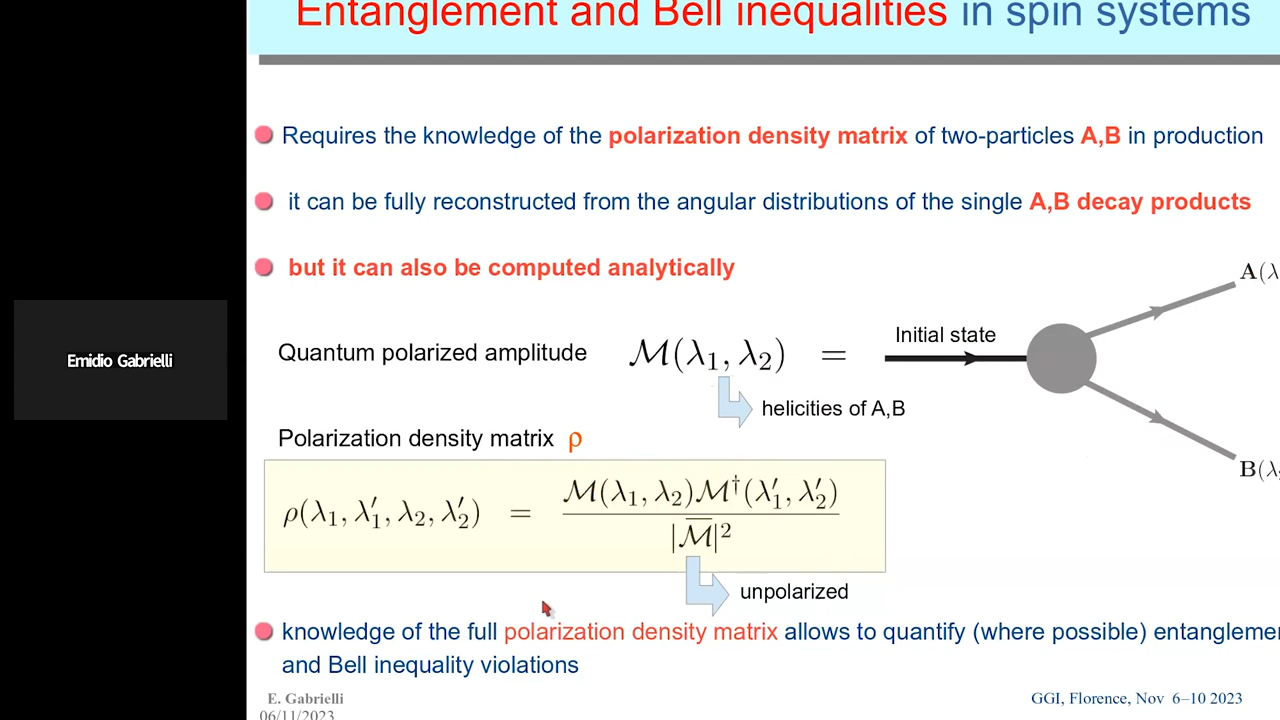 Entanglement and Bell inequalities in spin systems
Requires the knowledge of the polarization density matrix of two-particles A,B in production
it can be fully reconstructed from the angular distributions of the single A,B decay products
but it can also be computed analytically
A(λ
Initial state
Quantum polarized amplitude ℳ(λ₁, λ₂) =
helicities of A,B
Emidio Gabrielli
Polarization density matrix ρ
B(λ
ρ(λ₁, λ′₁, λ₂, λ′₂) = ℳ(λ₁, λ₂)ℳ†(λ′₁, λ′₂) / |ℳ̅|²
unpolarized
knowledge of the full polarization density matrix allows to quantify (where possible) entanglemen
and Bell inequality violations
E. Gabrielli
GGI, Florence, Nov 6–10 2023
06/11/2023